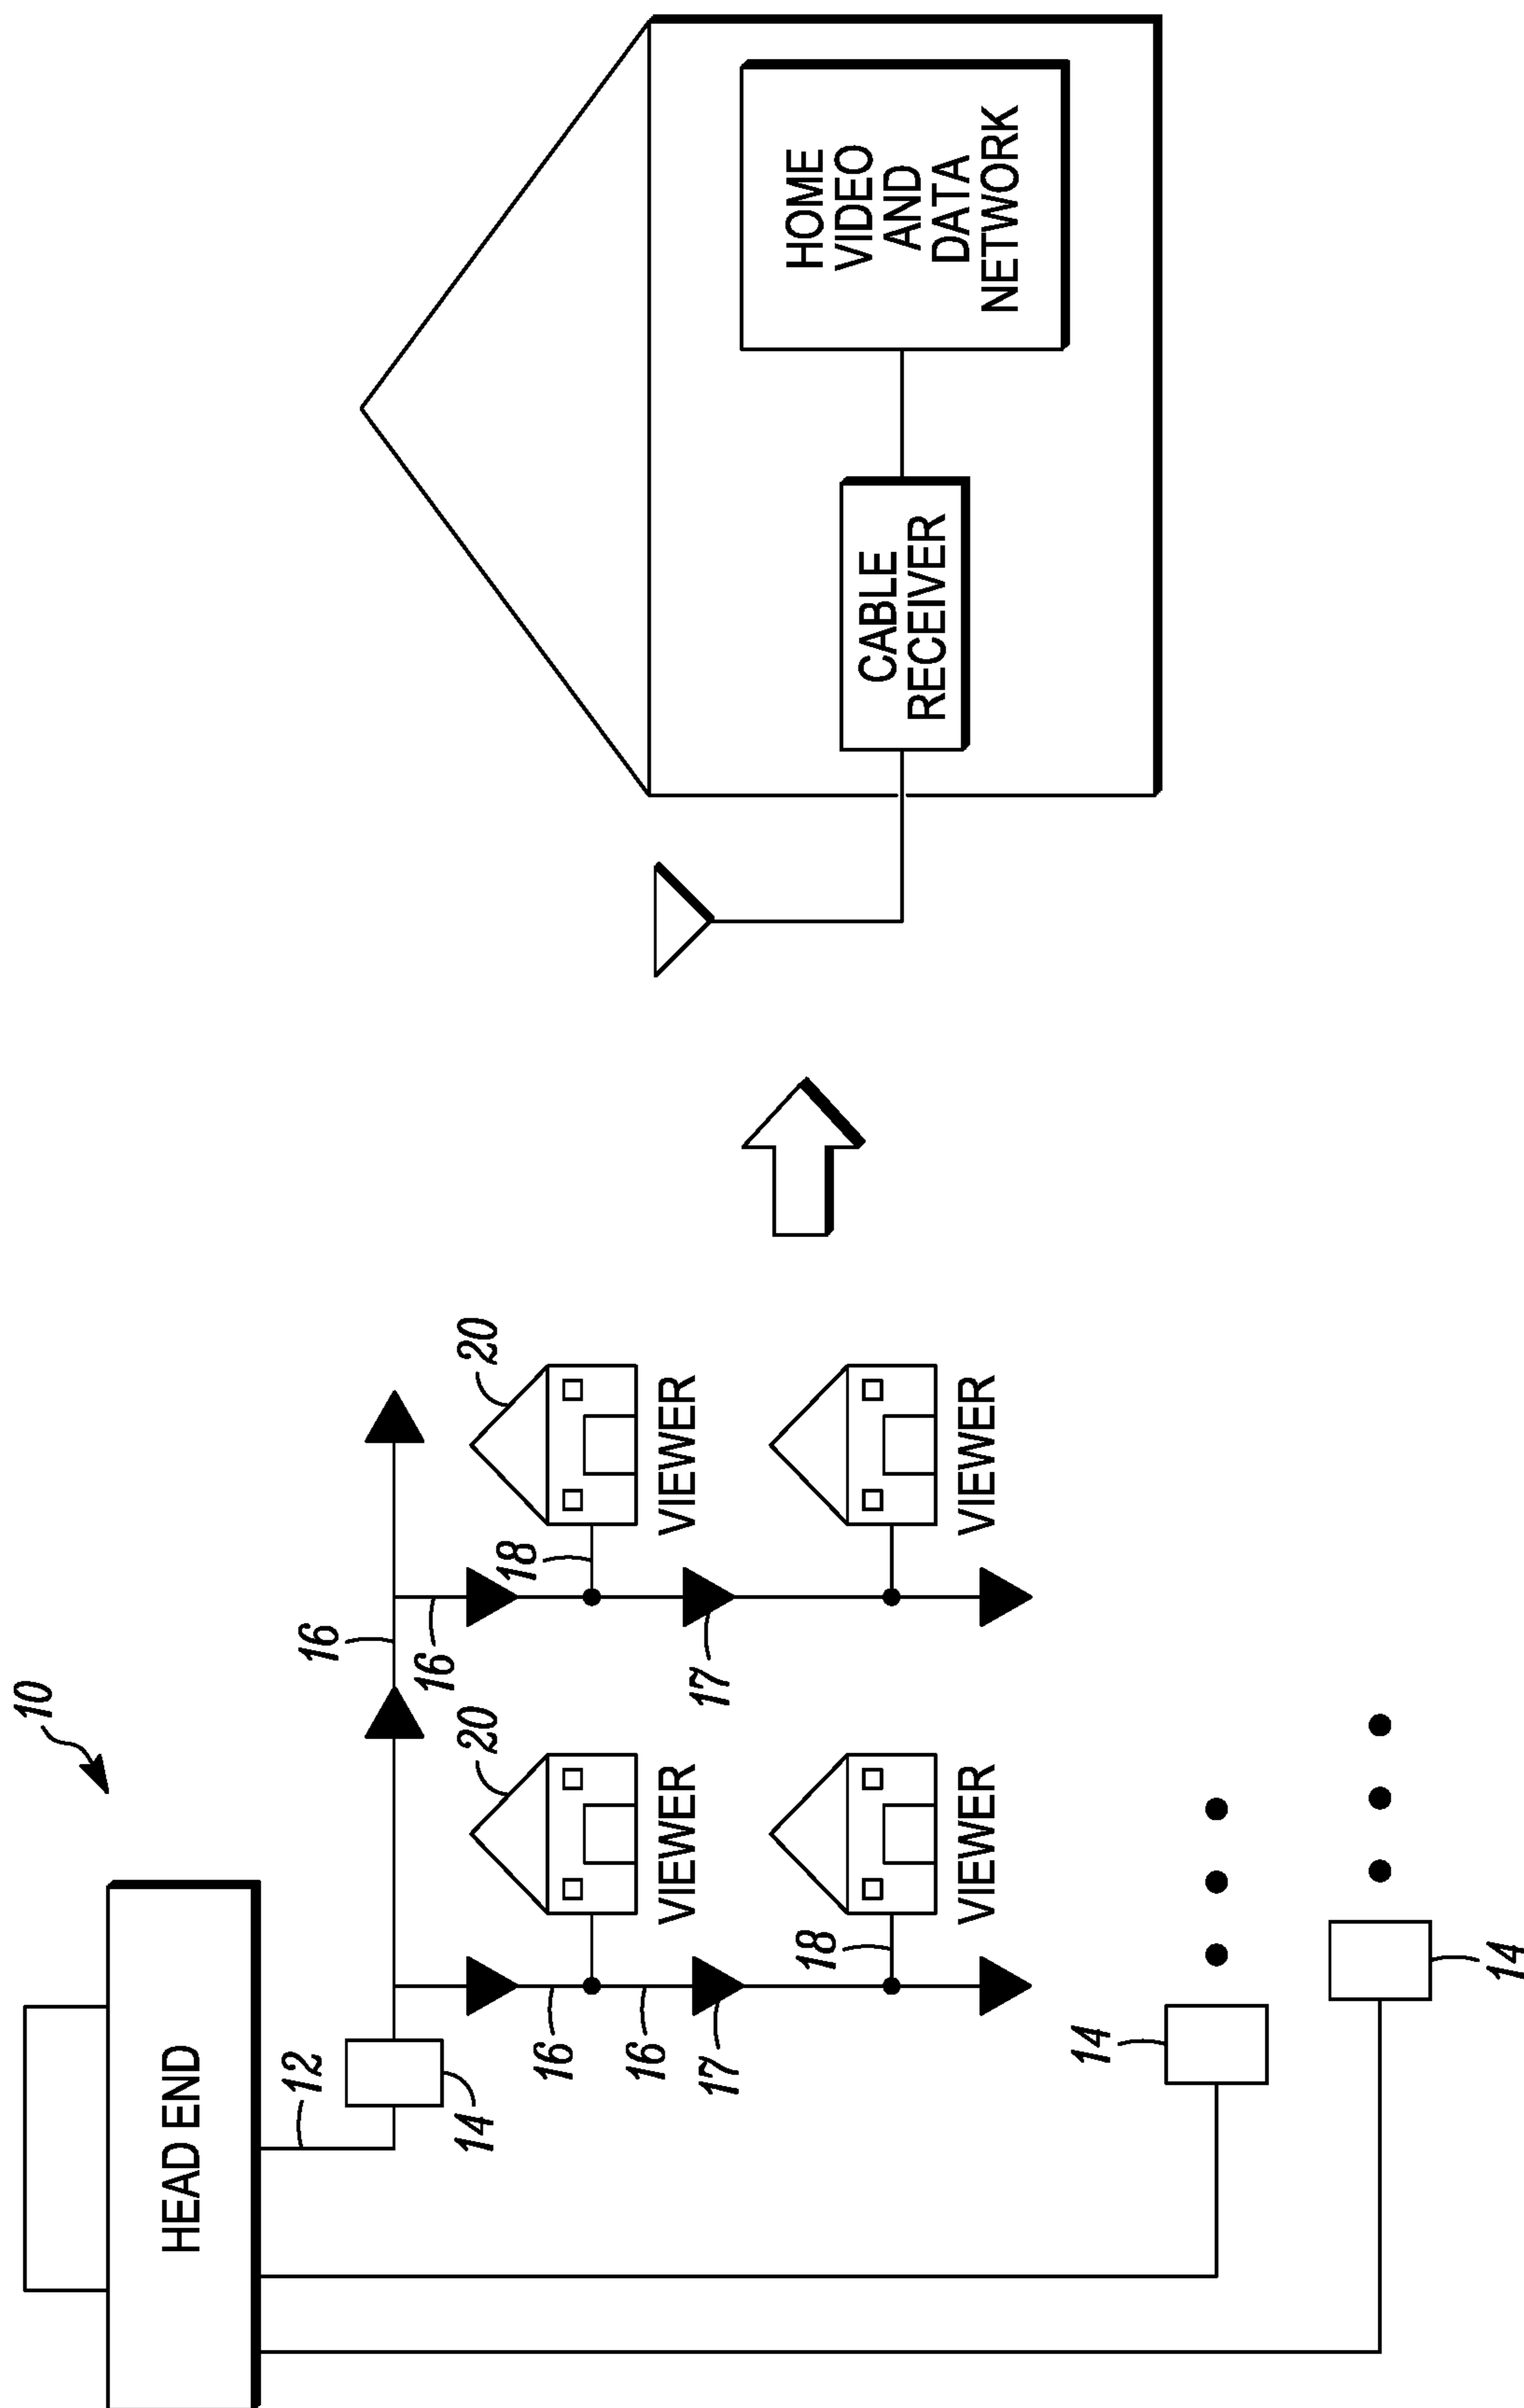 10
HEAD END
12
14
16
16
20
20
18
VIEWER
VIEWER
16
16
17
17
18
VIEWER
VIEWER
14
14
CABLE
RECEIVER
HOME
VIDEO
AND
DATA
NETWORK